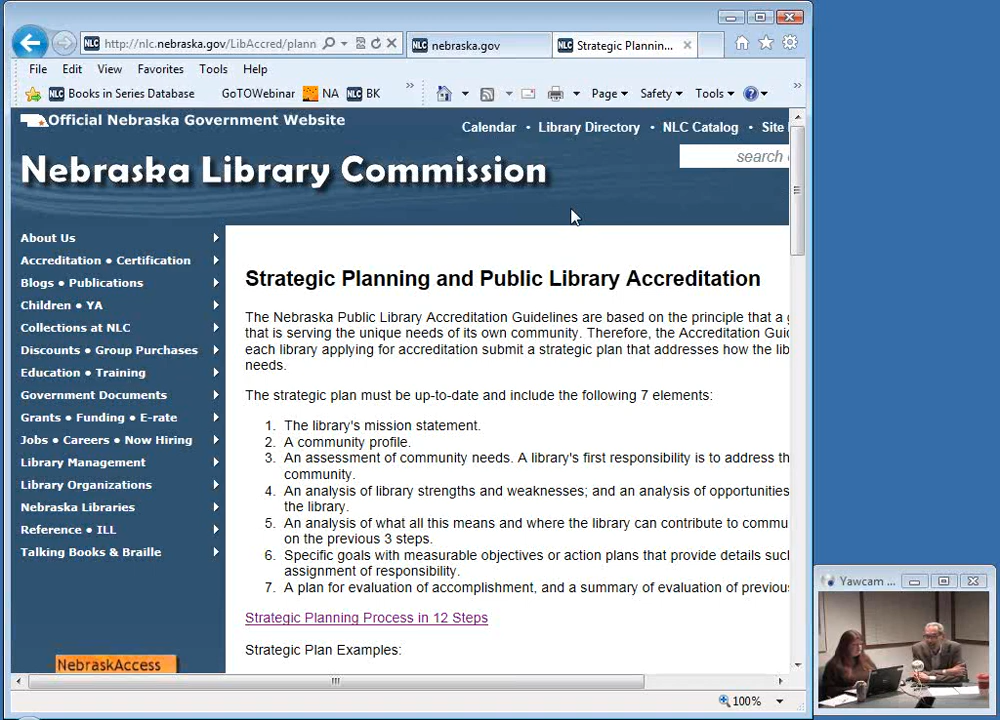 NLC http://nlc.nebraska.gov/LibAccred/plann
NLC nebraska.gov
NLC Strategic Plannin...
File Edit View Favorites Tools Help
NLC Books in Series Database GoTOWebinar NA NLC BK
Page Safety Tools
Official Nebraska Government Website
Calendar • Library Directory • NLC Catalog • Site
search
Nebraska Library Commission
About Us
Accreditation • Certification
Blogs • Publications
Children • YA
Collections at NLC
Discounts • Group Purchases
Education • Training
Government Documents
Grants • Funding • E-rate
Jobs • Careers • Now Hiring
Library Management
Library Organizations
Nebraska Libraries
Reference • ILL
Talking Books & Braille
NebraskAccess
Strategic Planning and Public Library Accreditation
The Nebraska Public Library Accreditation Guidelines are based on the principle that a
that is serving the unique needs of its own community. Therefore, the Accreditation Gui
each library applying for accreditation submit a strategic plan that addresses how the lib
needs.
The strategic plan must be up-to-date and include the following 7 elements:
1. The library's mission statement.
2. A community profile.
3. An assessment of community needs. A library's first responsibility is to address th
community.
4. An analysis of library strengths and weaknesses; and an analysis of opportunities
the library.
5. An analysis of what all this means and where the library can contribute to commu
on the previous 3 steps.
6. Specific goals with measurable objectives or action plans that provide details suc
assignment of responsibility.
7. A plan for evaluation of accomplishment, and a summary of evaluation of previou
Strategic Planning Process in 12 Steps
Strategic Plan Examples:
100%
Yawcam ...